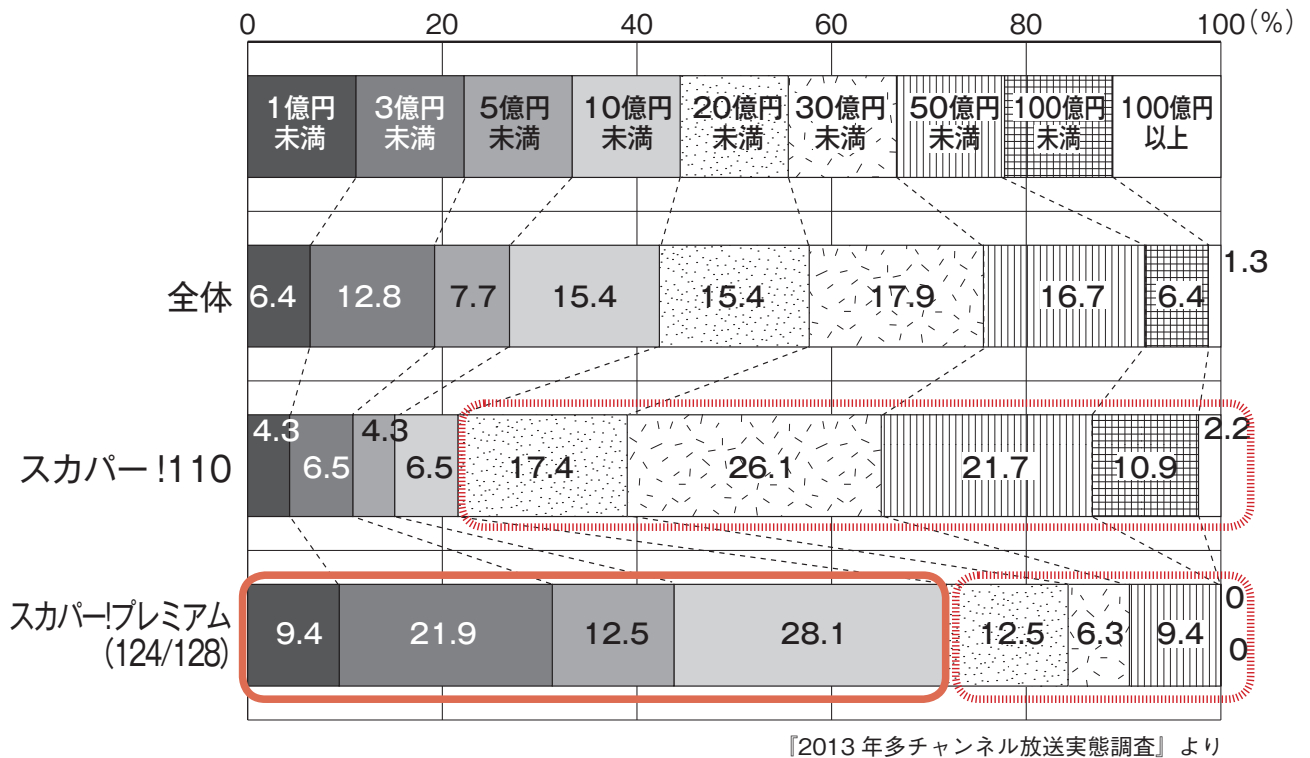 0 20 40 60 80 100(%)
1億円 3億円 5億円 10億円 20億円 30億円 50億円 100億円 100億円
未満 未満 未満 未満 未満 未満 未満 未満 以上
1.3
全体 6.4 12.8 7.7 15.4 15.4 17.9 16.7 6.4
4.3 4.3 2.2
スカパー!110 6.5 6.5 17.4 26.1 21.7 10.9
0
スカパー!プレミアム
9.4 21.9 12.5 28.1 12.5 6.3 9.4
(124/128) 0
『2013年多チャンネル放送実態調査』より